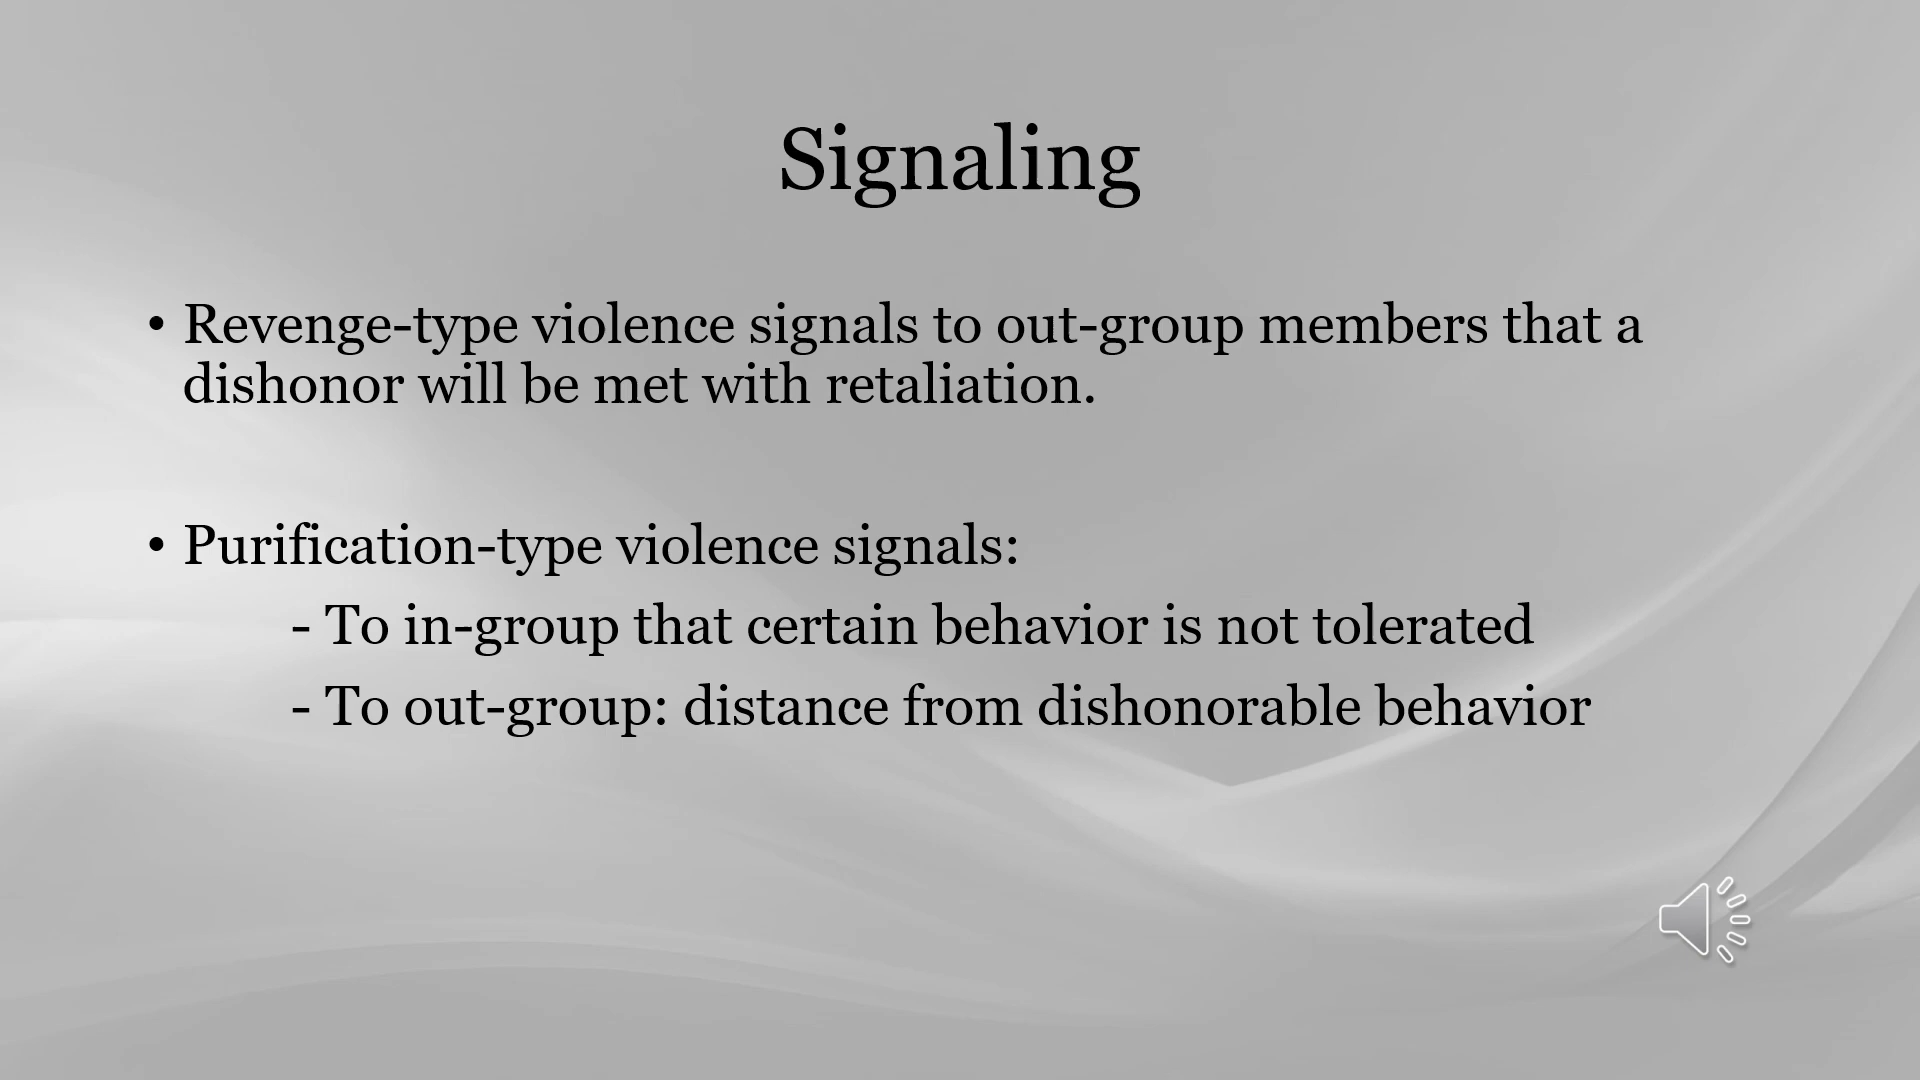 Signaling
• Revenge-type violence signals to out-group members that a
dishonor will be met with retaliation.
• Purification-type violence signals:
- To in-group that certain behavior is not tolerated
- To out-group: distance from dishonorable behavior